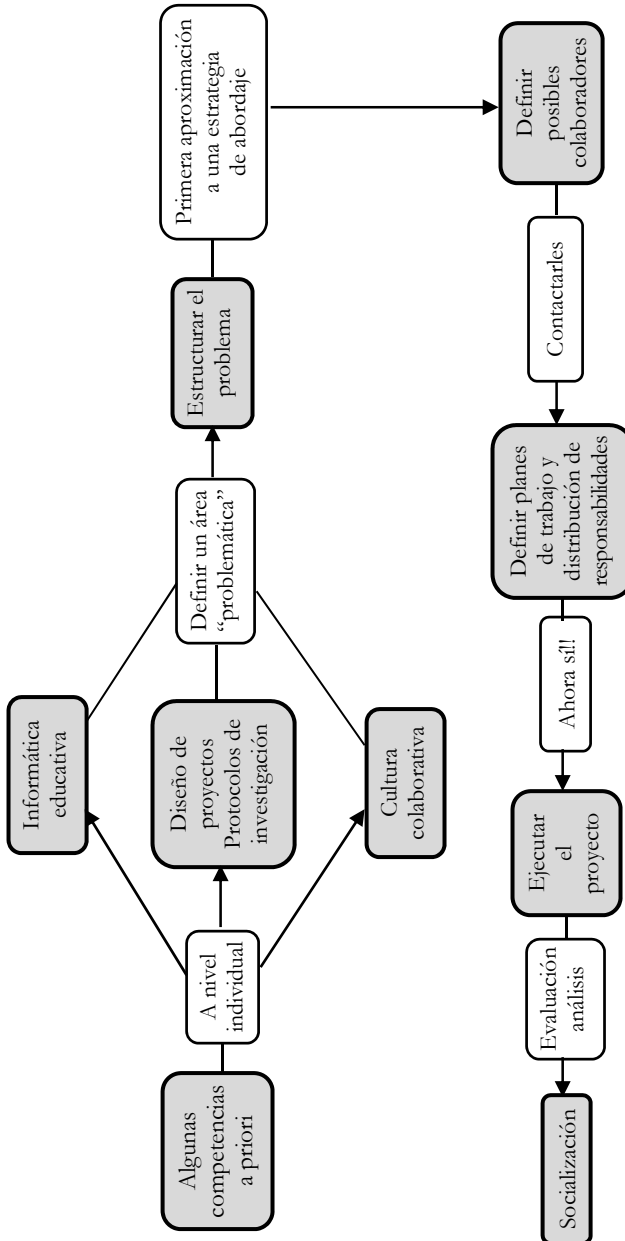 Algunas
competencias
a priori
A nivel
individual
Informática
educativa
Diseño de
proyectos
Protocolos de
investigación
Cultura
colaborativa
Definir un área
“problemática”
Estructurar el
problema
Primera aproximación
a una estrategia
de abordaje
Definir
posibles
colaboradores
Contactarles
Definir planes
de trabajo y
distribución de
responsabilidades
Ahora sí!!
Ejecutar
el
proyecto
Evaluación
análisis
Socialización